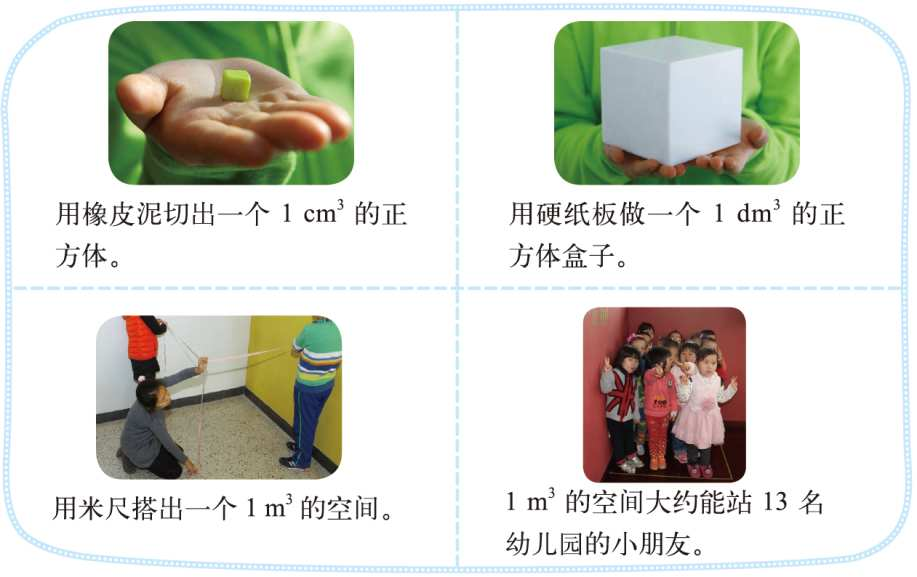 用橡皮泥切出一个 1 cm³ 的正
方体。
用硬纸板做一个 1 dm³ 的正
方体盒子。
用米尺搭出一个 1 m³ 的空间。
1 m³ 的空间大约能站 13 名
幼儿园的小朋友。